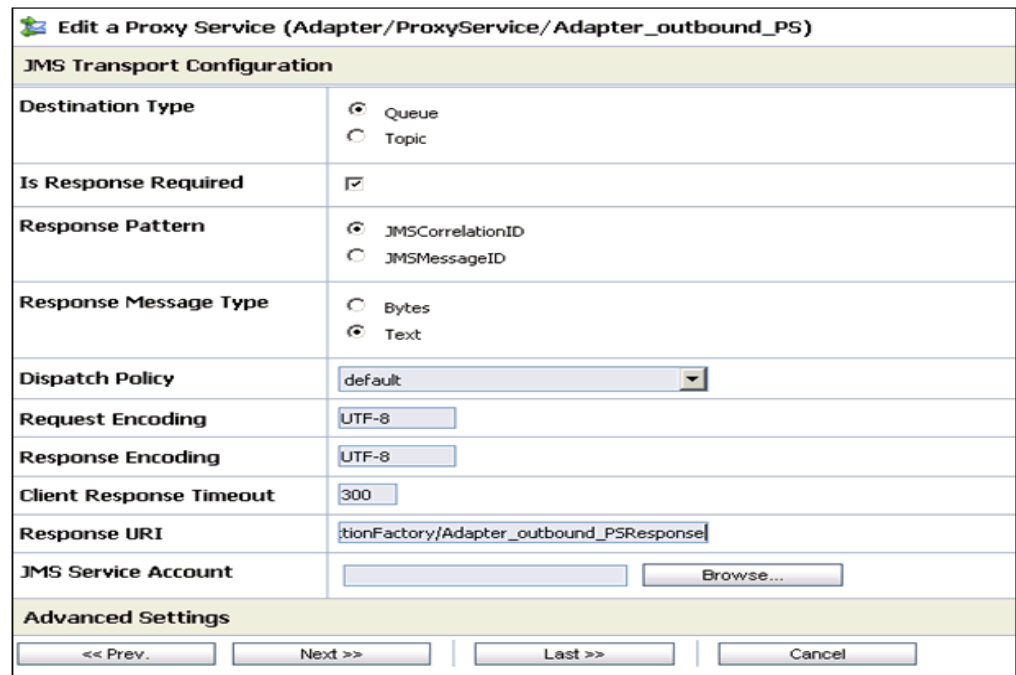 Edit a Proxy Service (Adapter/ProxyService/Adapter_outbound_PS)
JMS Transport Configuration
Destination Type
Queue
Topic
Is Response Required
Response Pattern
JMSCorrelationID
JMSMessageID
Response Message Type
Bytes
Text
Dispatch Policy default
Request Encoding UTF-8
Response Encoding UTF-8
Client Response Timeout 300
Response URI :tionFactory/Adapter_outbound_PSResponse
JMS Service Account Browse...
Advanced Settings
<< Prev. Next >> Last >> Cancel